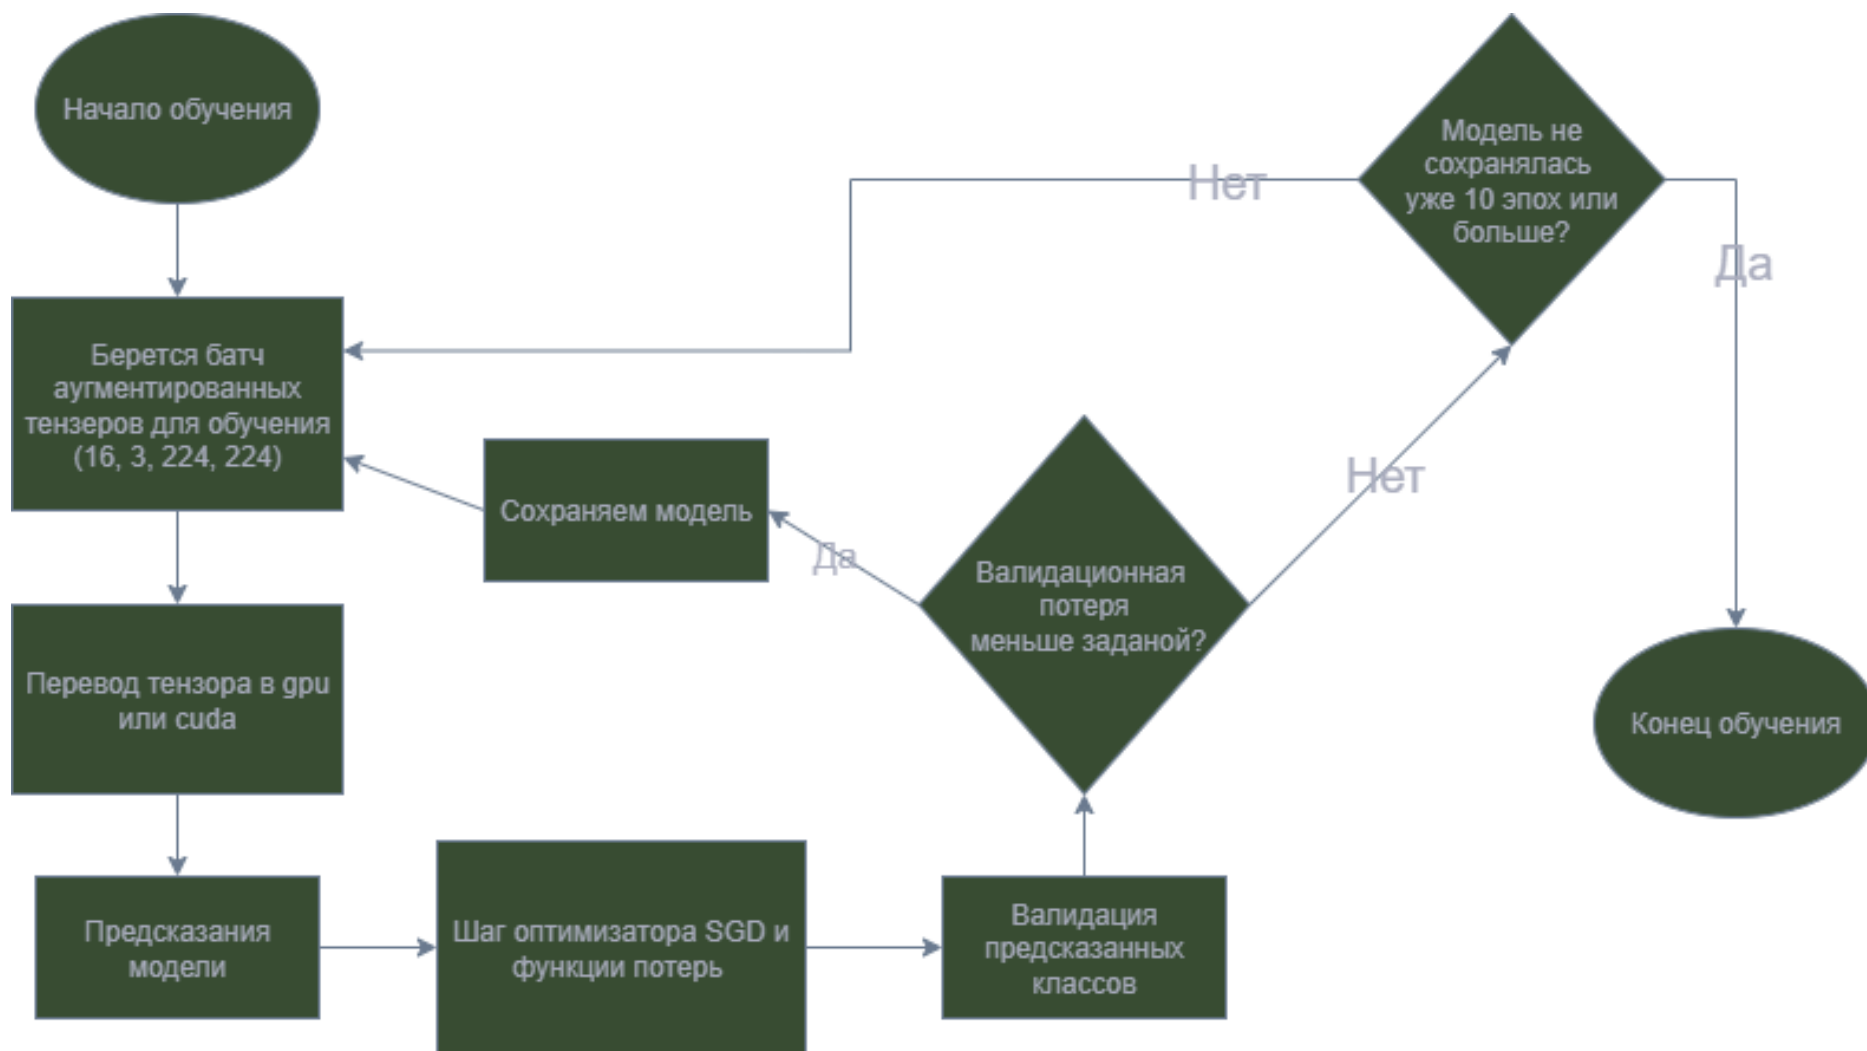 Начало обучения
Берется батч
аугментированных
тензеров для обучения
(16, 3, 224, 224)
Перевод тензора в gpu
или cuda
Предсказания
модели
Шаг оптимизатора SGD и
функции потерь
Валидация
предсказанных
классов
Валидационная
потеря
меньше заданой?
Да
Сохраняем модель
Нет
Модель не
сохранялась
уже 10 эпох или
больше?
Нет
Да
Конец обучения